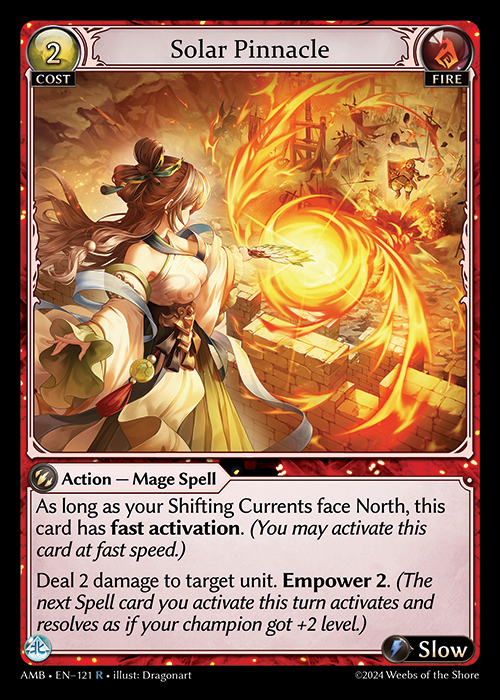 2
Solar Pinnacle
COST
FIRE
Action — Mage Spell
As long as your Shifting Currents face North, this
card has fast activation. (You may activate this
card at fast speed.)
Deal 2 damage to target unit. Empower 2. (The
next Spell card you activate this turn activates and
resolves as if your champion got +2 level.)
北
Slow
AMB • EN–121 R • illust: Dragonart
©2024 Weebs of the Shore